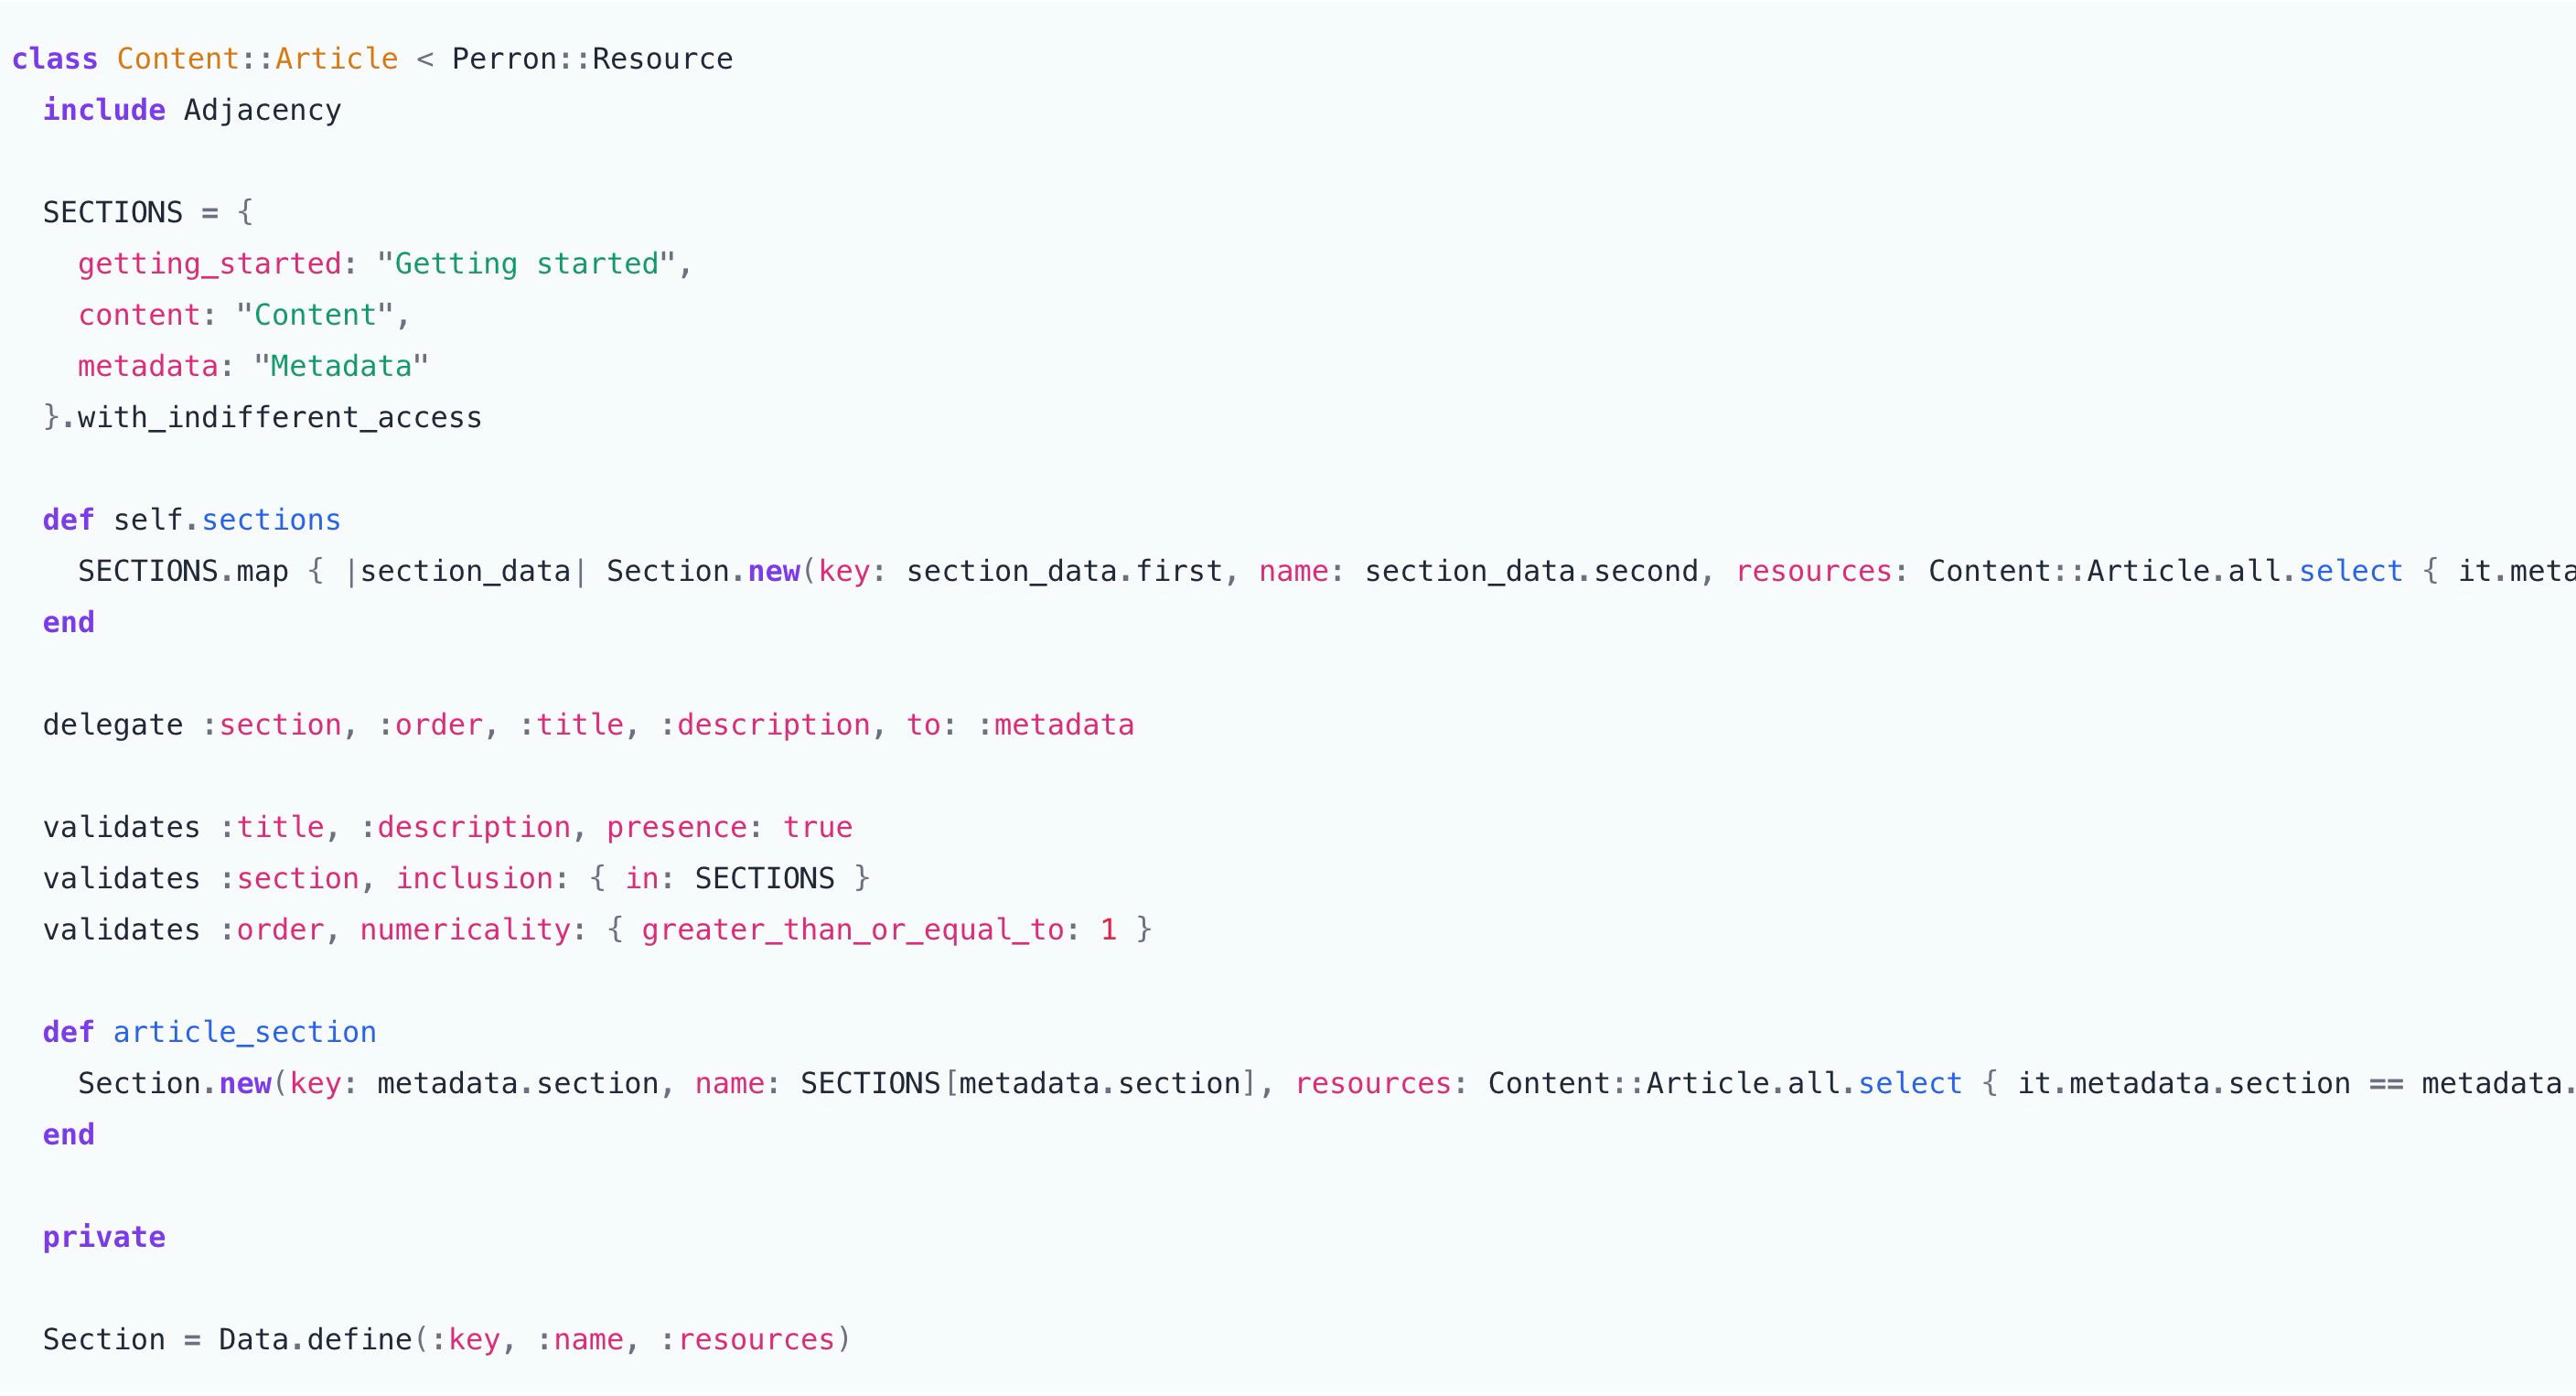 class Content::Article < Perron::Resource
  include Adjacency

  SECTIONS = {
    getting_started: "Getting started",
    content: "Content",
    metadata: "Metadata"
  }.with_indifferent_access

  def self.sections
    SECTIONS.map { |section_data| Section.new(key: section_data.first, name: section_data.second, resources: Content::Article.all.select { it.meta
  end

  delegate :section, :order, :title, :description, to: :metadata

  validates :title, :description, presence: true
  validates :section, inclusion: { in: SECTIONS }
  validates :order, numericality: { greater_than_or_equal_to: 1 }

  def article_section
    Section.new(key: metadata.section, name: SECTIONS[metadata.section], resources: Content::Article.all.select { it.metadata.section == metadata.
  end

  private

  Section = Data.define(:key, :name, :resources)